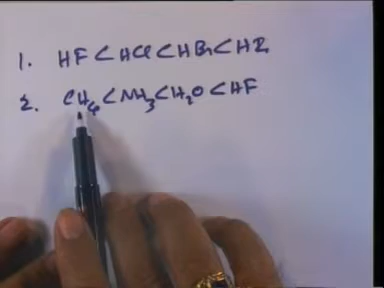 1. HF < HCl < HBr < HI
2. CH4 < NH3 < H2O < HF